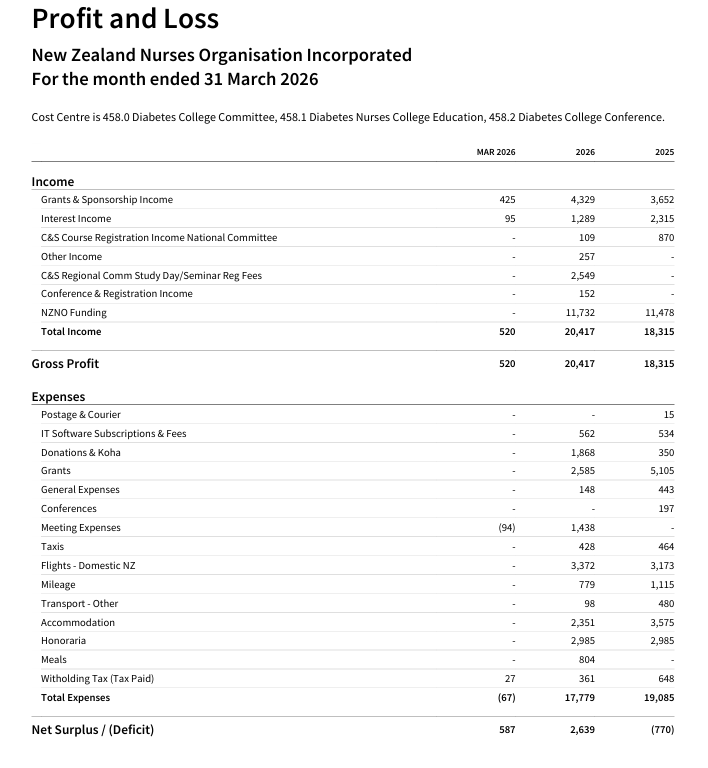 Profit and Loss
New Zealand Nurses Organisation Incorporated
For the month ended 31 March 2026
Cost Centre is 458.0 Diabetes College Committee, 458.1 Diabetes Nurses College Education, 458.2 Diabetes College Conference.
MAR 2026 2026 2025
Income
Grants & Sponsorship Income 425 4,329 3,652
Interest Income 95 1,289 2,315
C&S Course Registration Income National Committee - 109 870
Other Income - 257 -
C&S Regional Comm Study Day/Seminar Reg Fees - 2,549 -
Conference & Registration Income - 152 -
NZNO Funding - 11,732 11,478
Total Income 520 20,417 18,315
Gross Profit 520 20,417 18,315
Expenses
Postage & Courier - - 15
IT Software Subscriptions & Fees - 562 534
Donations & Koha - 1,868 350
Grants - 2,585 5,105
General Expenses - 148 443
Conferences - - 197
Meeting Expenses (94) 1,438 -
Taxis - 428 464
Flights - Domestic NZ - 3,372 3,173
Mileage - 779 1,115
Transport - Other - 98 480
Accommodation - 2,351 3,575
Honoraria - 2,985 2,985
Meals - 804 -
Witholding Tax (Tax Paid) 27 361 648
Total Expenses (67) 17,779 19,085
Net Surplus / (Deficit) 587 2,639 (770)